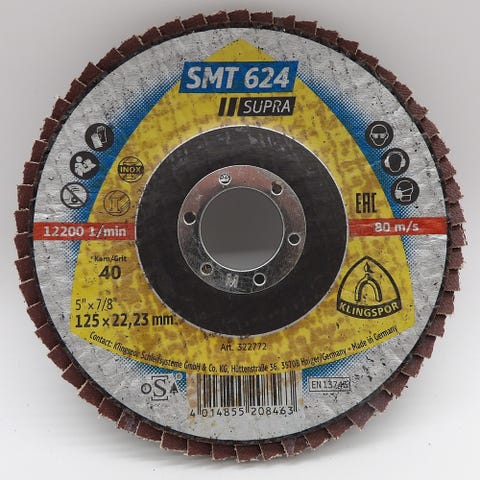 SMT 624
SUPRA
INOX
EAC
12200 1/min
80 m/s
Korn/Grit
40
KLINGSPOR
5" x 7/8"
125 x 22,23 mm
Art. 322772
Contact: Klingspor Schleifsysteme GmbH & Co. KG, Hüttenstraße 36, 35708 Haiger/Germany - Made in Germany
oSa
EN 13743
4 014855 208463